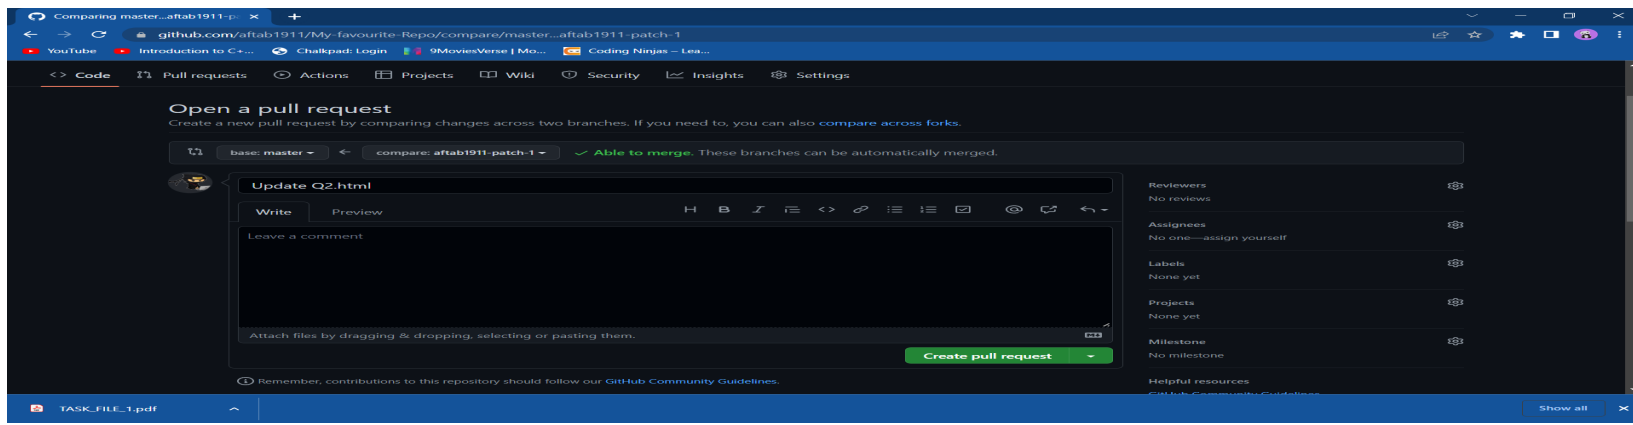 Comparing master...aftab1911-p
github.com/aftab1911/My-favourite-Repo/compare/master...aftab1911-patch-1
YouTube Introduction to C+... Chalkpad: Login 9MoviesVerse | Mo... Coding Ninjas – Lea...
<> Code Pull requests Actions Projects Wiki Security Insights Settings
Open a pull request
Create a new pull request by comparing changes across two branches. If you need to, you can also compare across forks.
base: master ← compare: aftab1911-patch-1 ✓ Able to merge. These branches can be automatically merged.
Update Q2.html
Write Preview
Leave a comment
Attach files by dragging & dropping, selecting or pasting them.
Create pull request
Remember, contributions to this repository should follow our GitHub Community Guidelines.
Reviewers
No reviews
Assignees
No one—assign yourself
Labels
None yet
Projects
None yet
Milestone
No milestone
Helpful resources
GitHub Community Guidelines
TASK_FILE_1.pdf Show all